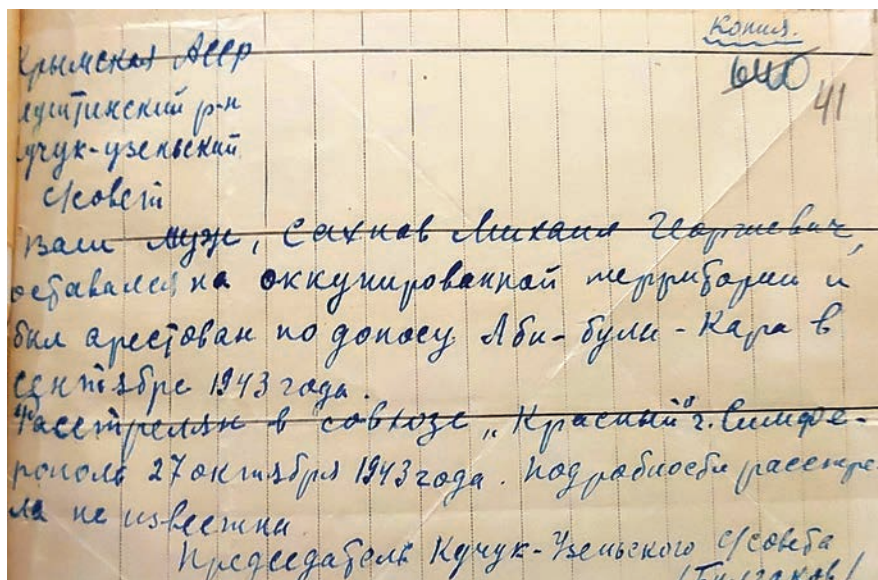 Копия.
640
41
Крымская АССР
Алуштинский р-н
Кучук-узеньский
с/совет
Ваш муж, Сахнов Михаил Георгиевич,
оставался на оккупированной территории и
был арестован по доносу Аби-були-Кара в
сентябре 1943 года.
Расстрелян в совхозе „Красный" г. Симфе-
рополь 27 октября 1943 года. Подробности расстре-
ла не известны
Председатель Кучук-Узеньского с/совета